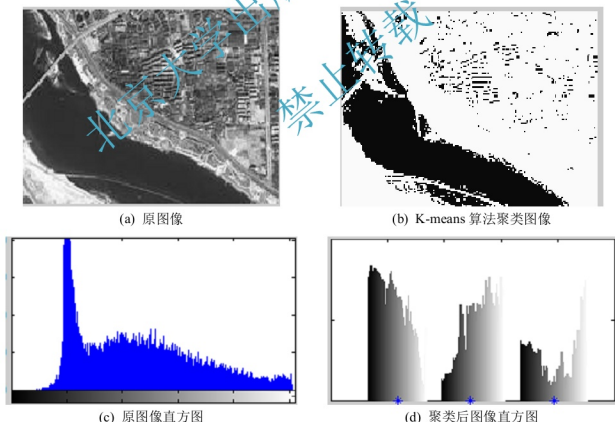 北京大学出版
禁止转载
(a) 原图像
(b) K-means 算法聚类图像
(c) 原图像直方图
(d) 聚类后图像直方图